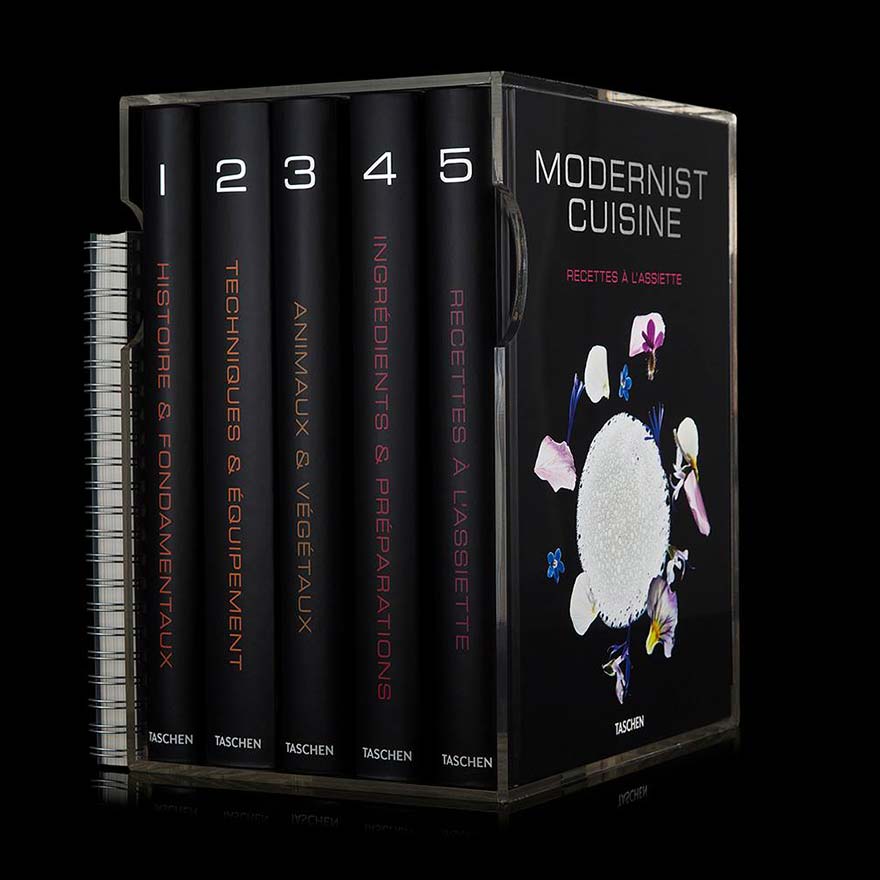 1
HISTOIRE & FONDAMENTAUX
TASCHEN
2
TECHNIQUES & ÉQUIPEMENT
TASCHEN
3
ANIMAUX & VÉGÉTAUX
TASCHEN
4
INGRÉDIENTS & PRÉPARATIONS
TASCHEN
5
RECETTES À L'ASSIETTE
TASCHEN
MODERNIST
CUISINE
RECETTES À L'ASSIETTE
TASCHEN